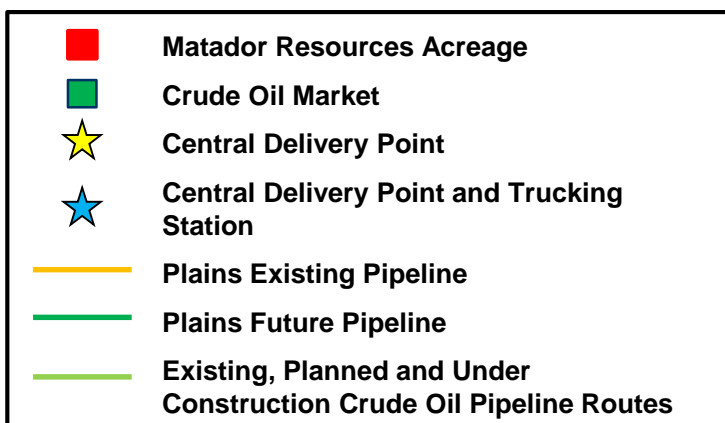 Matador Resources Acreage
Crude Oil Market
Central Delivery Point
Central Delivery Point and Trucking
Station
Plains Existing Pipeline
Plains Future Pipeline
Existing, Planned and Under
Construction Crude Oil Pipeline Routes